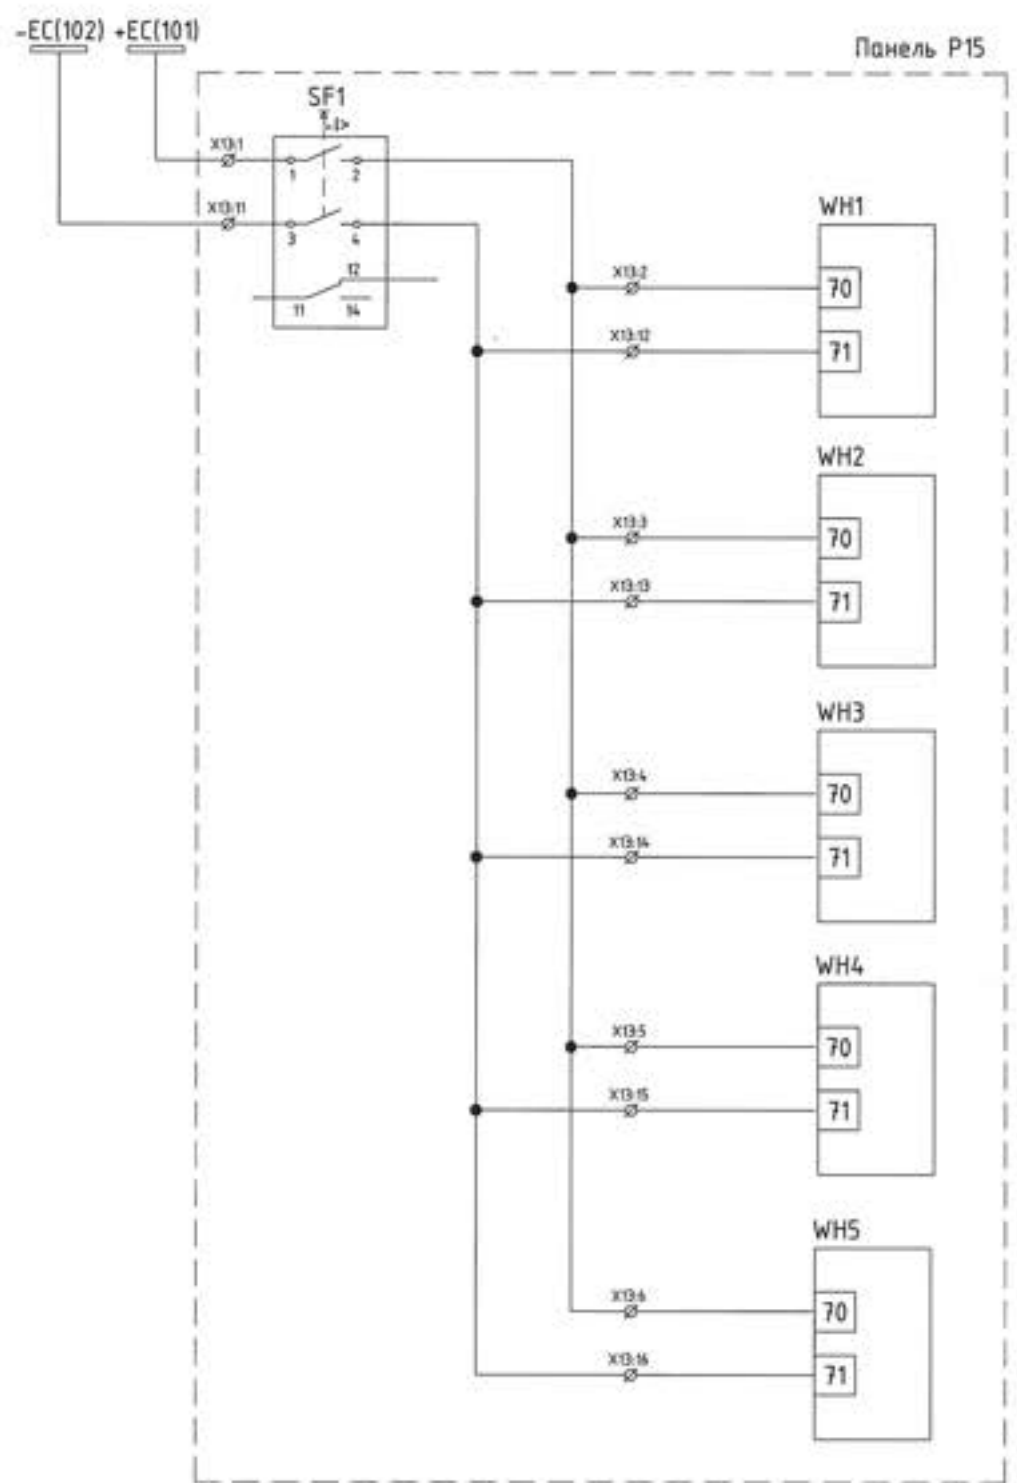 -EC(102) +EC(101)
Панель P15
SF1
X13:1
1 2
X13:11
3 4
12
11 14
WH1
X13:2
70
X13:12
71
WH2
X13:3
70
X13:13
71
WH3
X13:4
70
X13:14
71
WH4
X13:5
70
X13:15
71
WH5
X13:6
70
X13:16
71